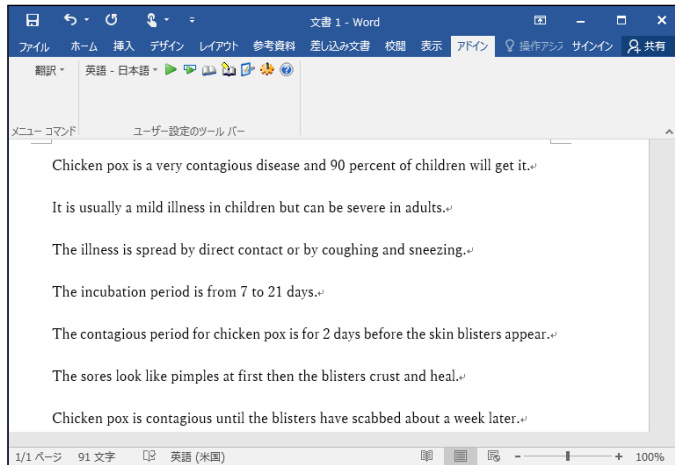 文書 1 - Word
ファイル ホーム 挿入 デザイン レイアウト 参考資料 差し込み文書 校閲 表示 アドイン 操作アシス サインイン 共有
翻訳 英語 - 日本語
メニュー コマンド ユーザー設定のツール バー
Chicken pox is a very contagious disease and 90 percent of children will get it.
It is usually a mild illness in children but can be severe in adults.
The illness is spread by direct contact or by coughing and sneezing.
The incubation period is from 7 to 21 days.
The contagious period for chicken pox is for 2 days before the skin blisters appear.
The sores look like pimples at first then the blisters crust and heal.
Chicken pox is contagious until the blisters have scabbed about a week later.
1/1 ページ 91 文字 英語 (米国) 100%